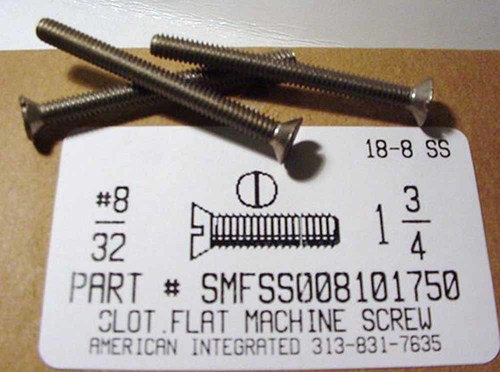 18-8 SS
#8
32
1 3/4
PART # SMFSS008101750
SLOT.FLAT MACHINE SCREW
AMERICAN INTEGRATED 313-831-7635